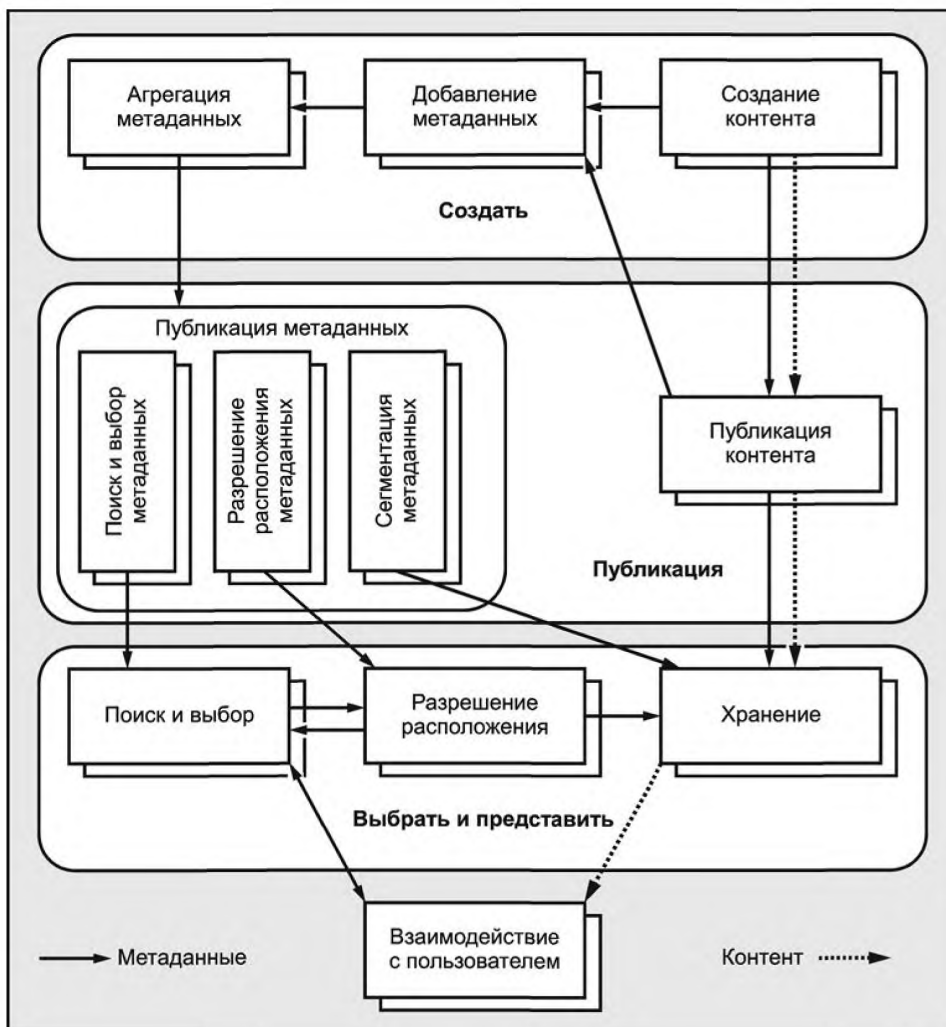 Агрегация
метаданных
Добавление
метаданных
Создание
контента
Создать
Публикация метаданных
Поиск и выбор
метаданных
Разрешение
расположения
метаданных
Сегментация
метаданных
Публикация
контента
Публикация
Поиск и выбор
Разрешение
расположения
Хранение
Выбрать и представить
Взаимодействие
с пользователем
Метаданные
Контент